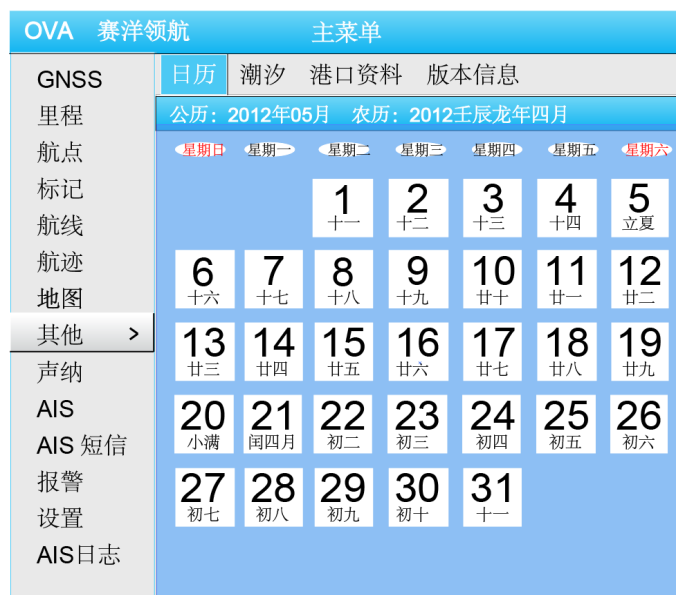 OVA 赛洋领航 主菜单
GNSS
里程
航点
标记
航线
航迹
地图
其他 >
声纳
AIS
AIS 短信
报警
设置
AIS日志
日历 潮汐 港口资料 版本信息
公历：2012年05月 农历：2012壬辰龙年四月
星期日 星期一 星期二 星期三 星期四 星期五 星期六
1 2 3 4 5
十一 十二 十三 十四 立夏
6 7 8 9 10 11 12
十六 十七 十八 十九 廿十 廿一 廿二
13 14 15 16 17 18 19
廿三 廿四 廿五 廿六 廿七 廿八 廿九
20 21 22 23 24 25 26
小满 闰四月 初二 初三 初四 初五 初六
27 28 29 30 31
初七 初八 初九 初十 十一